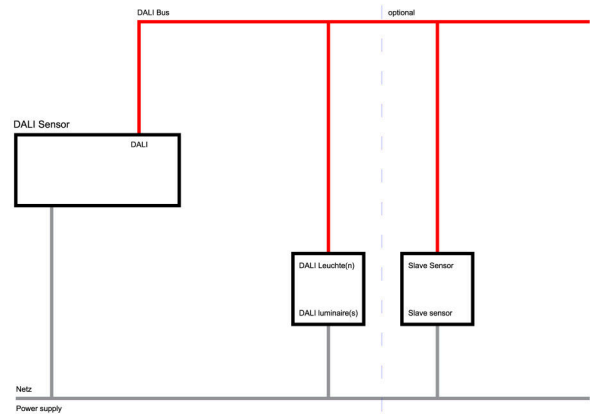 DALI Bus
optional
DALI Sensor
DALI
DALI Leuchte(n)
Slave Sensor
DALI luminaire(s)
Slave sensor
Netz
Power supply